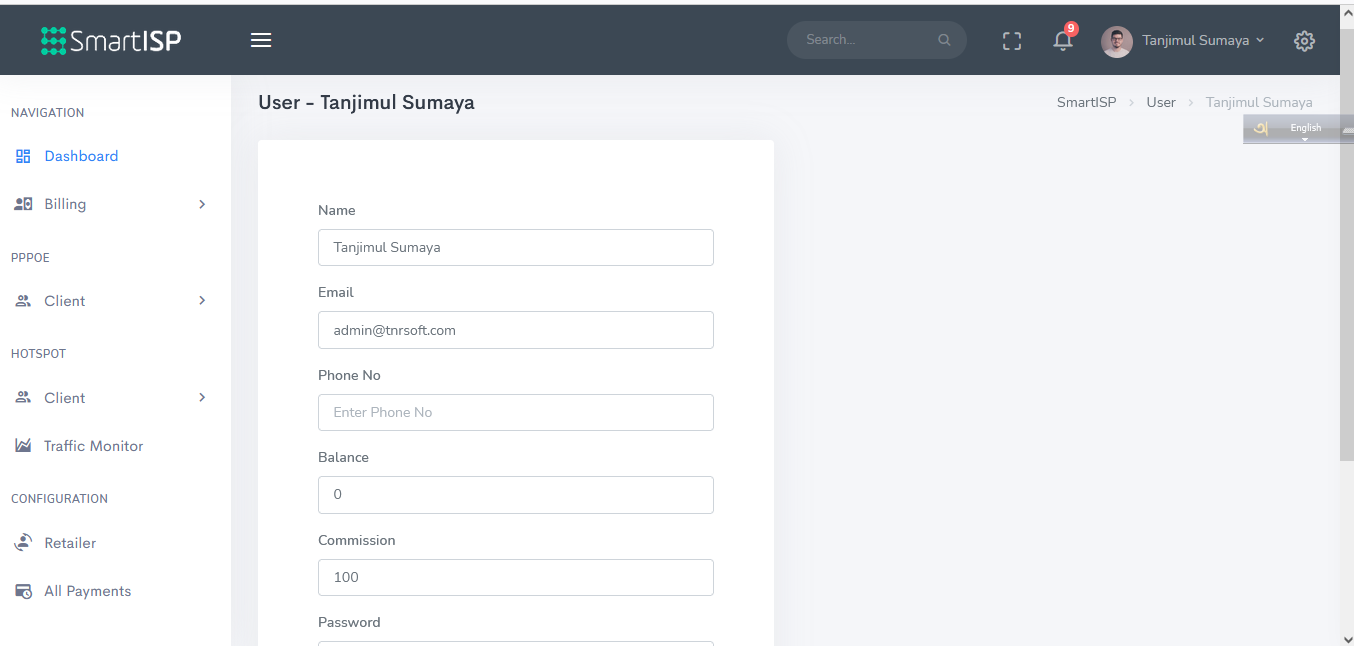 SmartISP
Search...
9
Tanjimul Sumaya
NAVIGATION
Dashboard
Billing
PPPOE
Client
HOTSPOT
Client
Traffic Monitor
CONFIGURATION
Retailer
All Payments
User - Tanjimul Sumaya
SmartISP > User > Tanjimul Sumaya
অ English
Name
Tanjimul Sumaya
Email
admin@tnrsoft.com
Phone No
Enter Phone No
Balance
0
Commission
100
Password